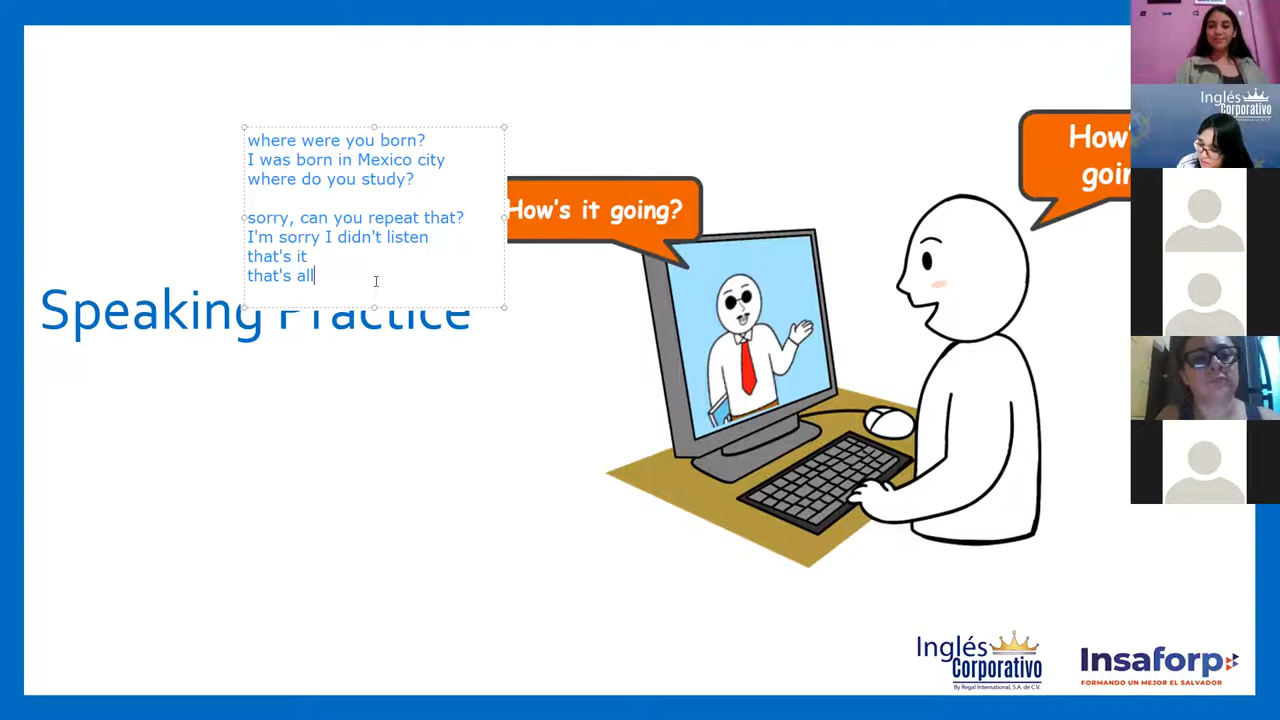 where were you born?
I was born in Mexico city
where do you study?
sorry, can you repeat that?
I'm sorry I didn't listen
that's it
that's all
Speaking Practice
How's it going?
How'
goin
Inglés
Corporativo
Inglés
Corporativo
By Regal International, S.A. de C.V.
Insaforp
FORMANDO UN MEJOR EL SALVADOR